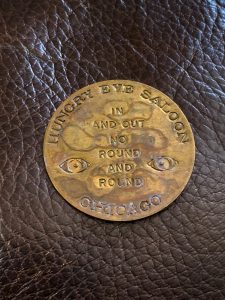 HUNGRY EYE SALOON
IN
AND OUT
NO
ROUND
AND
ROUND
CHICAGO